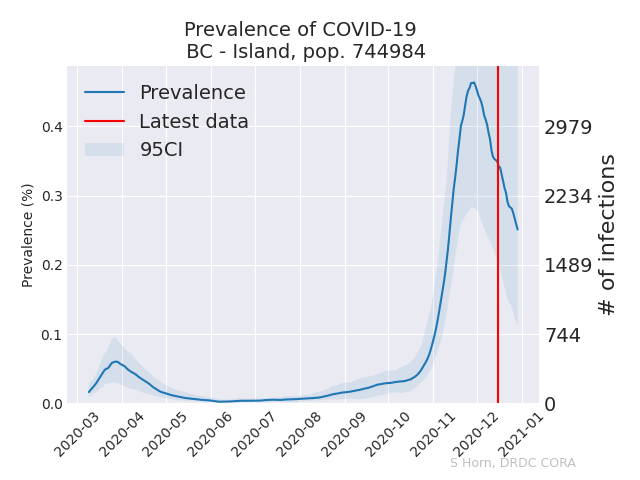 Prevalence of COVID-19
BC - Island, pop. 744984
Prevalence
Latest data
95CI
Prevalence (%)
0.4
0.3
0.2
0.1
0.0
2979
2234
1489
744
0
# of infections
2020-03
2020-04
2020-05
2020-06
2020-07
2020-08
2020-09
2020-10
2020-11
2020-12
2021-01
S Horn, DRDC CORA